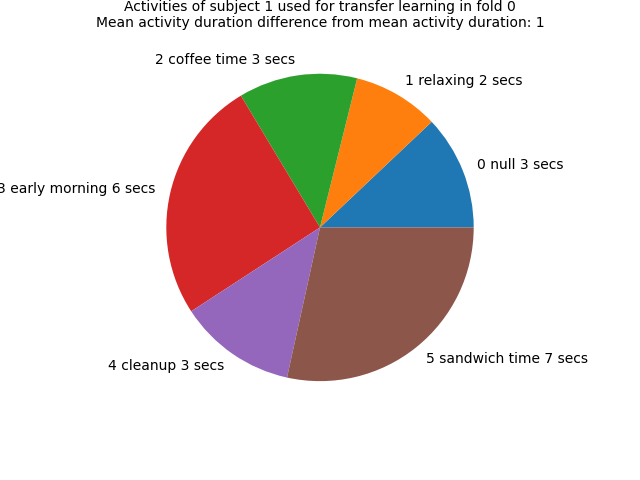 Activities of subject 1 used for transfer learning in fold 0
Mean activity duration difference from mean activity duration: 1
2 coffee time 3 secs
1 relaxing 2 secs
0 null 3 secs
3 early morning 6 secs
4 cleanup 3 secs
5 sandwich time 7 secs